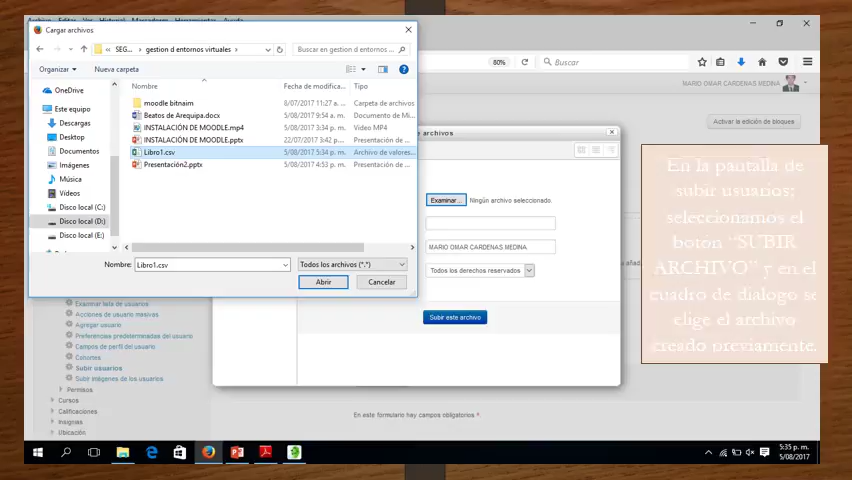 Archivo Editar Ver Historial Marcadores Herramientas Ayuda
Cargar archivos
SEG... gestion d entornos virtuales
Buscar en gestion d entornos ...
Organizar
Nueva carpeta
Nombre Fecha de modifica... Tipo
OneDrive
Este equipo
Descargas
Desktop
Documentos
Imágenes
Música
Vídeos
Disco local (C:)
Disco local (D:)
Disco local (E:)
moodle bitnaim 8/07/2017 11:27 a. ... Carpeta de archivos
Beatos de Arequipa.docx 5/08/2017 3:33 p. m. Documento de Mi...
INSTALACIÓN DE MOODLE.mp4 5/08/2017 3:34 p. m. Video MP4
INSTALACIÓN DE MOODLE.pptx 22/07/2017 3:42 p... Presentación de ...
Libro1.csv 5/08/2017 5:34 p. m. Archivo de valores...
Presentación2.pptx 5/08/2017 4:53 p. m. Presentación de ...
Nombre: Libro1.csv
Todos los archivos (*.*)
Abrir
Cancelar
80%
Buscar
MARIO OMAR CARDENAS MEDINA
Activar la edición de bloques
e archivos
Examinar...
Ningún archivo seleccionado.
MARIO OMAR CARDENAS MEDINA
Todos los derechos reservados
Subir este archivo
Examinar lista de usuarios
Acciones de usuario masivas
Agregar usuario
Preferencias predeterminadas del usuario
Campos de perfil del usuario
Cohortes
Subir usuarios
Subir imágenes de los usuarios
Permisos
Cursos
Calificaciones
Insignias
Ubicación
En este formulario hay campos obligatorios *.
En la pantalla de
subir usuarios;
seleccionamos el
botón “SUBIR
ARCHIVO” y en el
cuadro de dialogo se
elige el archivo
creado previamente.
5:35 p. m.
5/08/2017